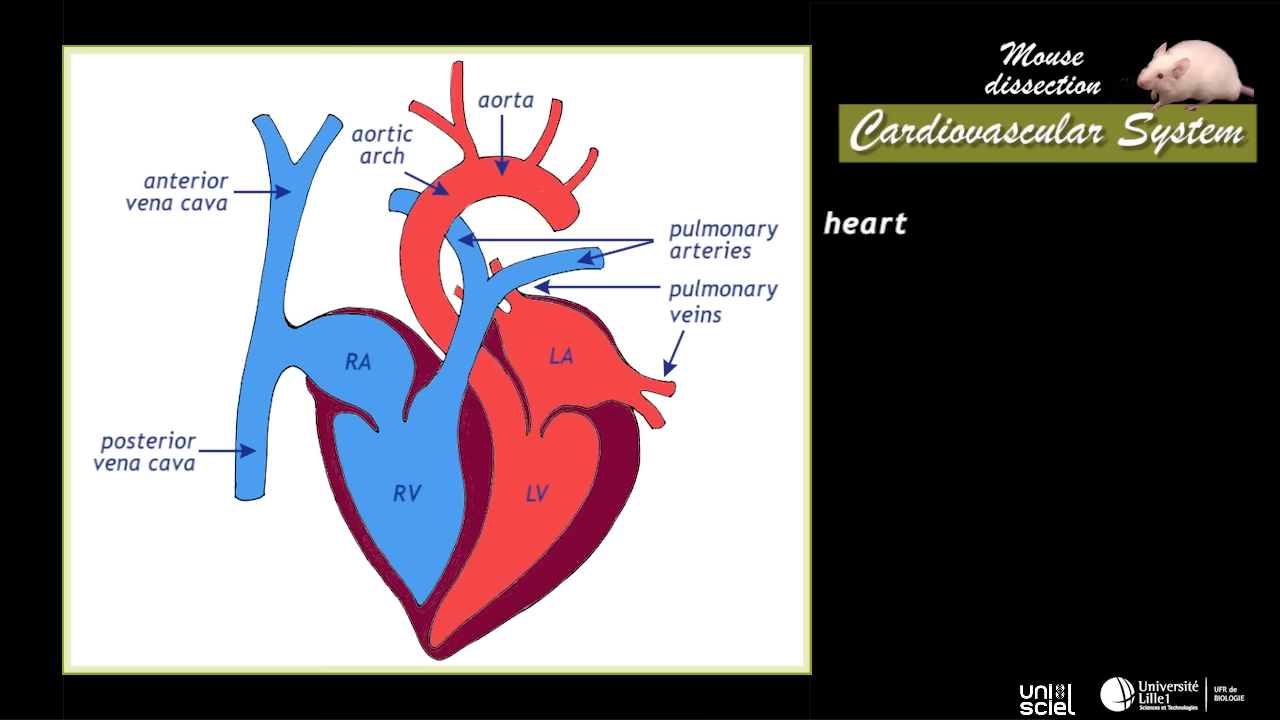 Mouse
dissection
Cardiovascular System
heart
aorta
aortic
arch
anterior
vena cava
pulmonary
arteries
pulmonary
veins
RA
LA
posterior
vena cava
RV
LV
uni
sciel
Université
Lille1
Sciences et Technologies
UFR de
BIOLOGIE